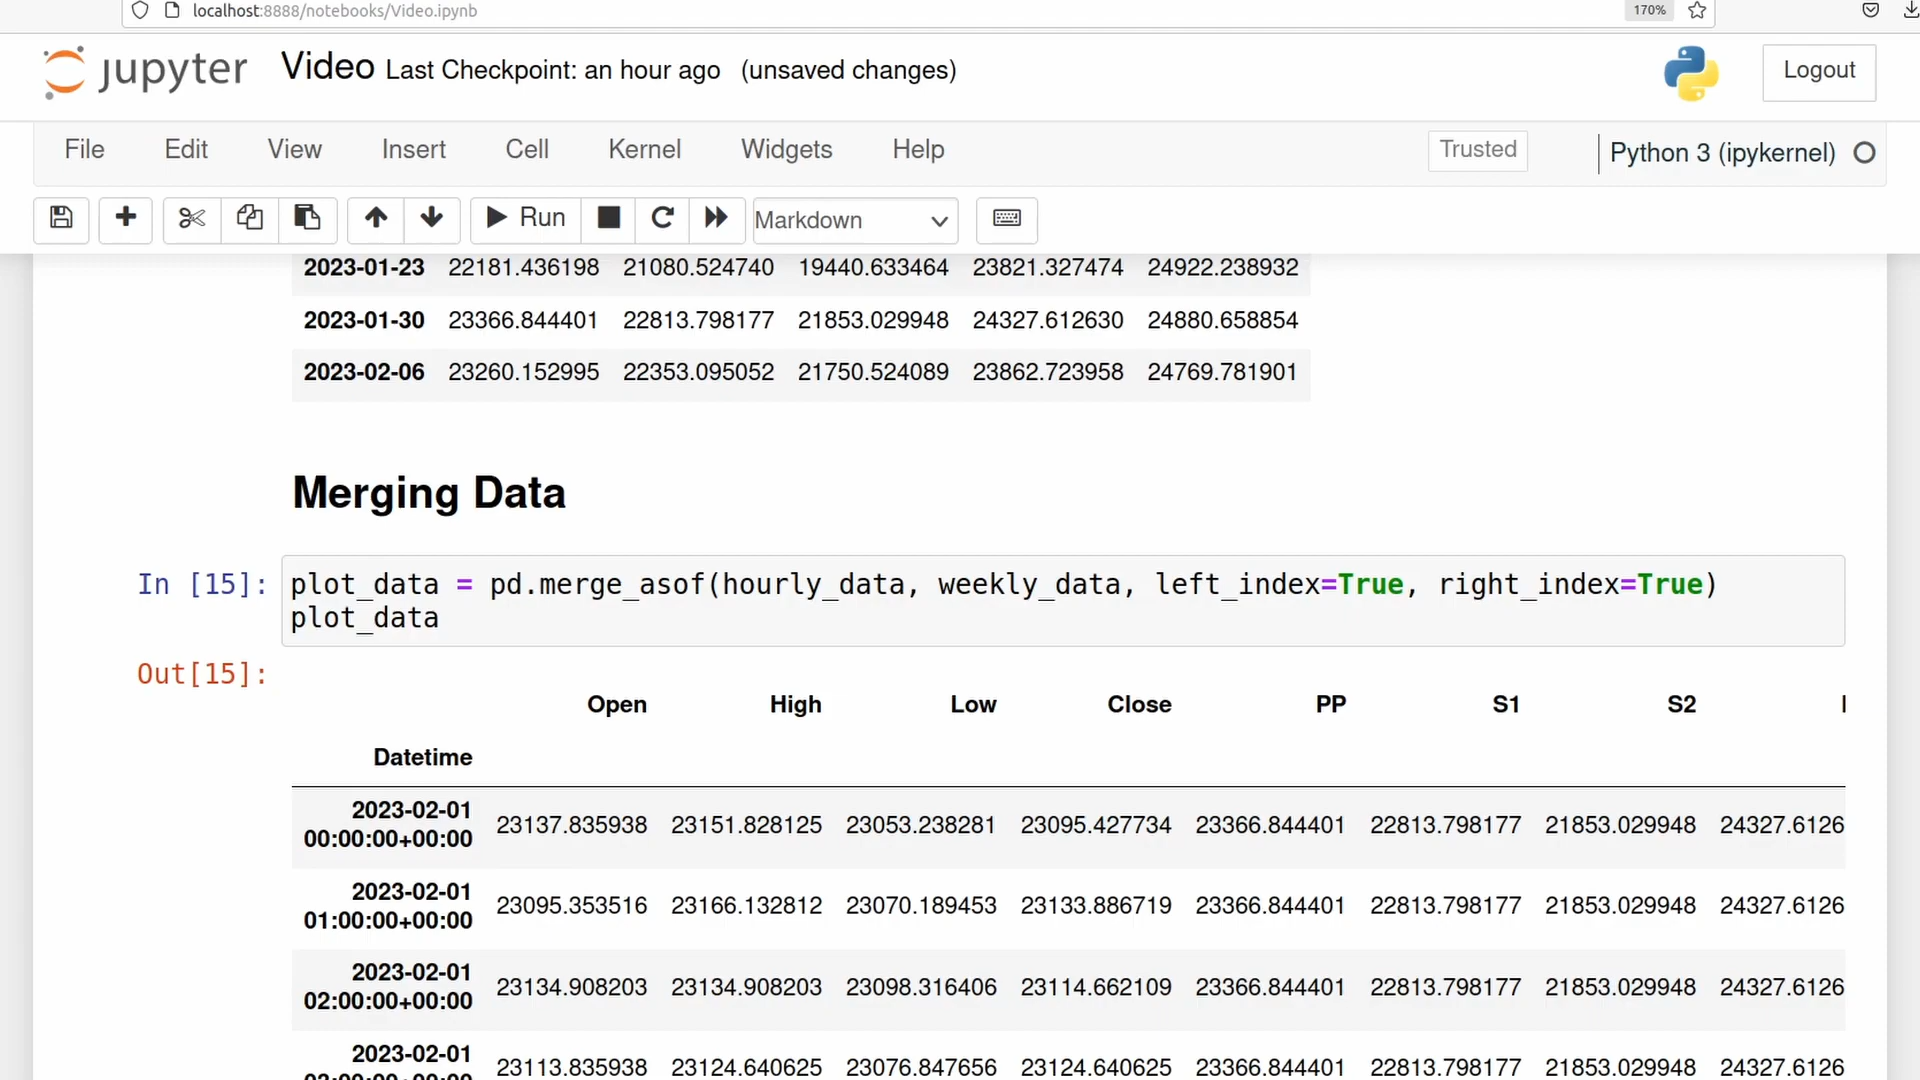 localhost:8888/notebooks/Video.ipynb
170%
jupyter Video Last Checkpoint: an hour ago (unsaved changes)
Logout
File Edit View Insert Cell Kernel Widgets Help
Trusted
Python 3 (ipykernel)
Run
Markdown
2023-01-23 22181.436198 21080.524740 19440.633464 23821.327474 24922.238932
2023-01-30 23366.844401 22813.798177 21853.029948 24327.612630 24880.658854
2023-02-06 23260.152995 22353.095052 21750.524089 23862.723958 24769.781901
Merging Data
In [15]: plot_data = pd.merge_asof(hourly_data, weekly_data, left_index=True, right_index=True)
plot_data
Out[15]:
Open High Low Close PP S1 S2
Datetime
2023-02-01
00:00:00+00:00 23137.835938 23151.828125 23053.238281 23095.427734 23366.844401 22813.798177 21853.029948 24327.6126
2023-02-01
01:00:00+00:00 23095.353516 23166.132812 23070.189453 23133.886719 23366.844401 22813.798177 21853.029948 24327.6126
2023-02-01
02:00:00+00:00 23134.908203 23134.908203 23098.316406 23114.662109 23366.844401 22813.798177 21853.029948 24327.6126
2023-02-01
23113.835938 23124.640625 23076.847656 23124.640625 23366.844401 22813.798177 21853.029948 24327.6126